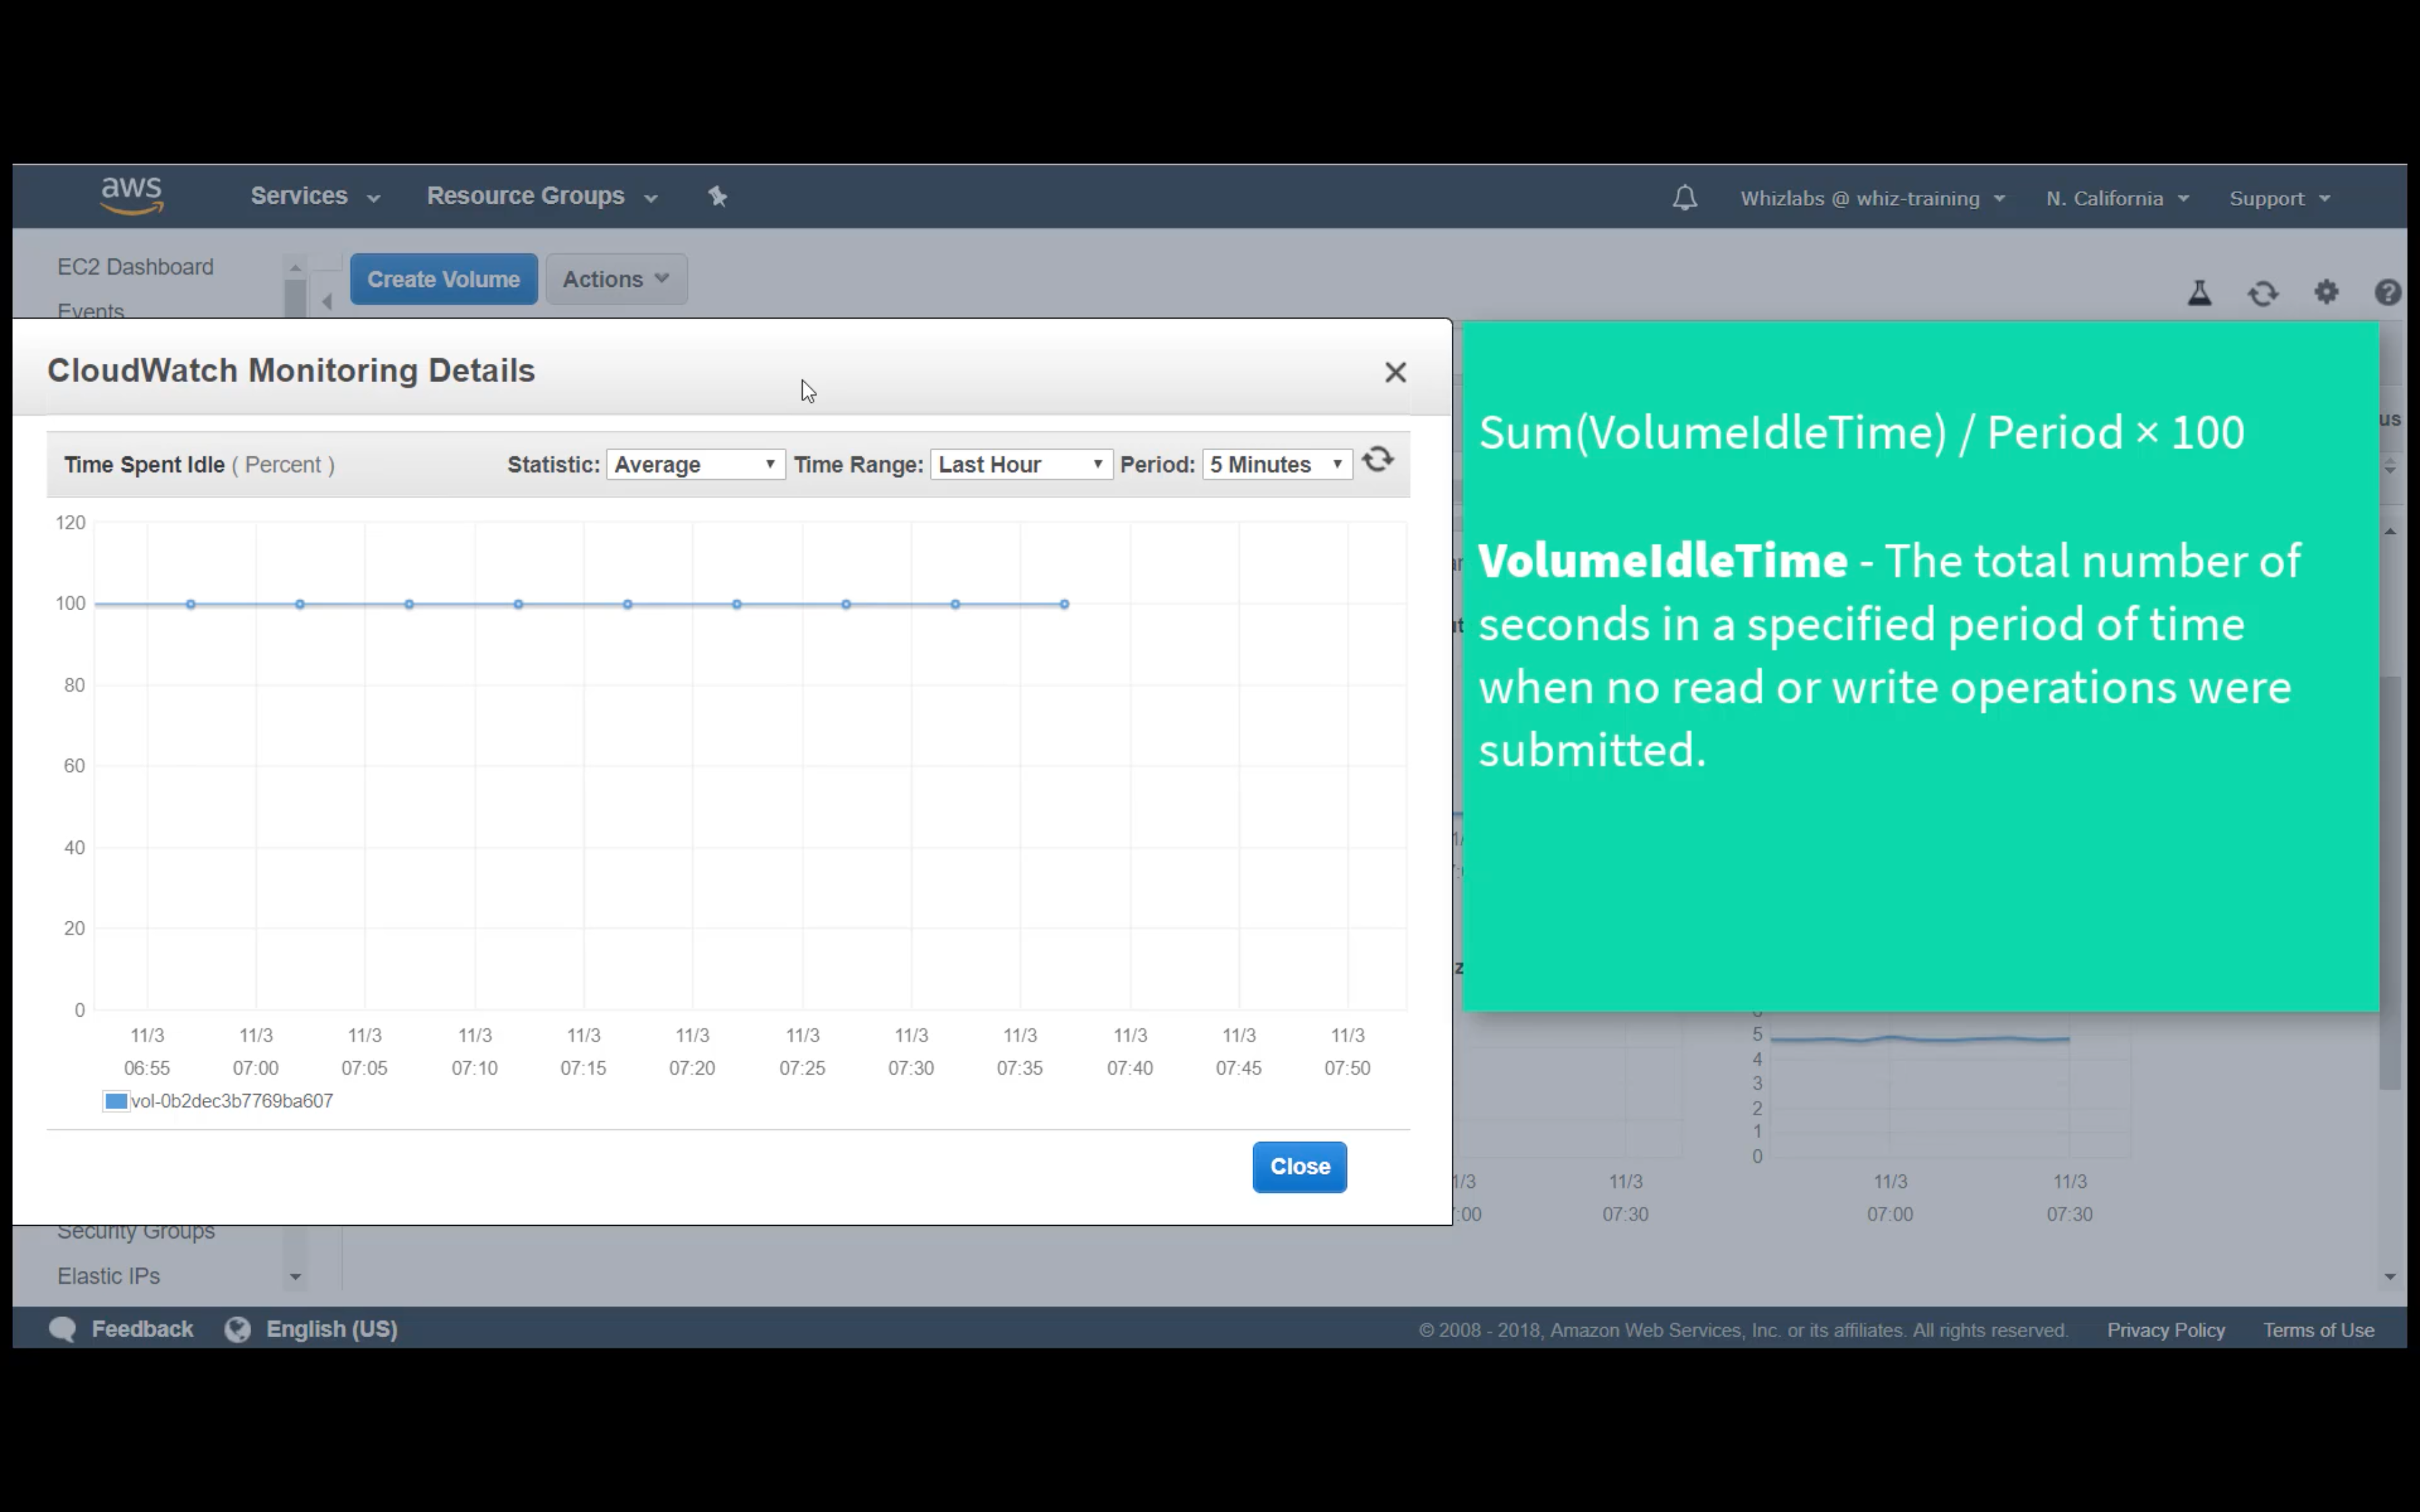 aws Services Resource Groups Whizlabs @ whiz-training N. California Support
EC2 Dashboard
Events
Create Volume Actions
CloudWatch Monitoring Details
Time Spent Idle ( Percent ) Statistic: Average Time Range: Last Hour Period: 5 Minutes
120
100
80
60
40
20
0
11/3 11/3 11/3 11/3 11/3 11/3 11/3 11/3 11/3 11/3 11/3 11/3
06:55 07:00 07:05 07:10 07:15 07:20 07:25 07:30 07:35 07:40 07:45 07:50
vol-0b2dec3b7769ba607
Close
Sum(VolumeIdleTime) / Period × 100
VolumeIdleTime - The total number of
seconds in a specified period of time
when no read or write operations were
submitted.
us
5
4
3
2
1
0
1/3 11/3 11/3 11/3
:00 07:30 07:00 07:30
Security Groups
Elastic IPs
Feedback English (US) © 2008 - 2018, Amazon Web Services, Inc. or its affiliates. All rights reserved. Privacy Policy Terms of Use